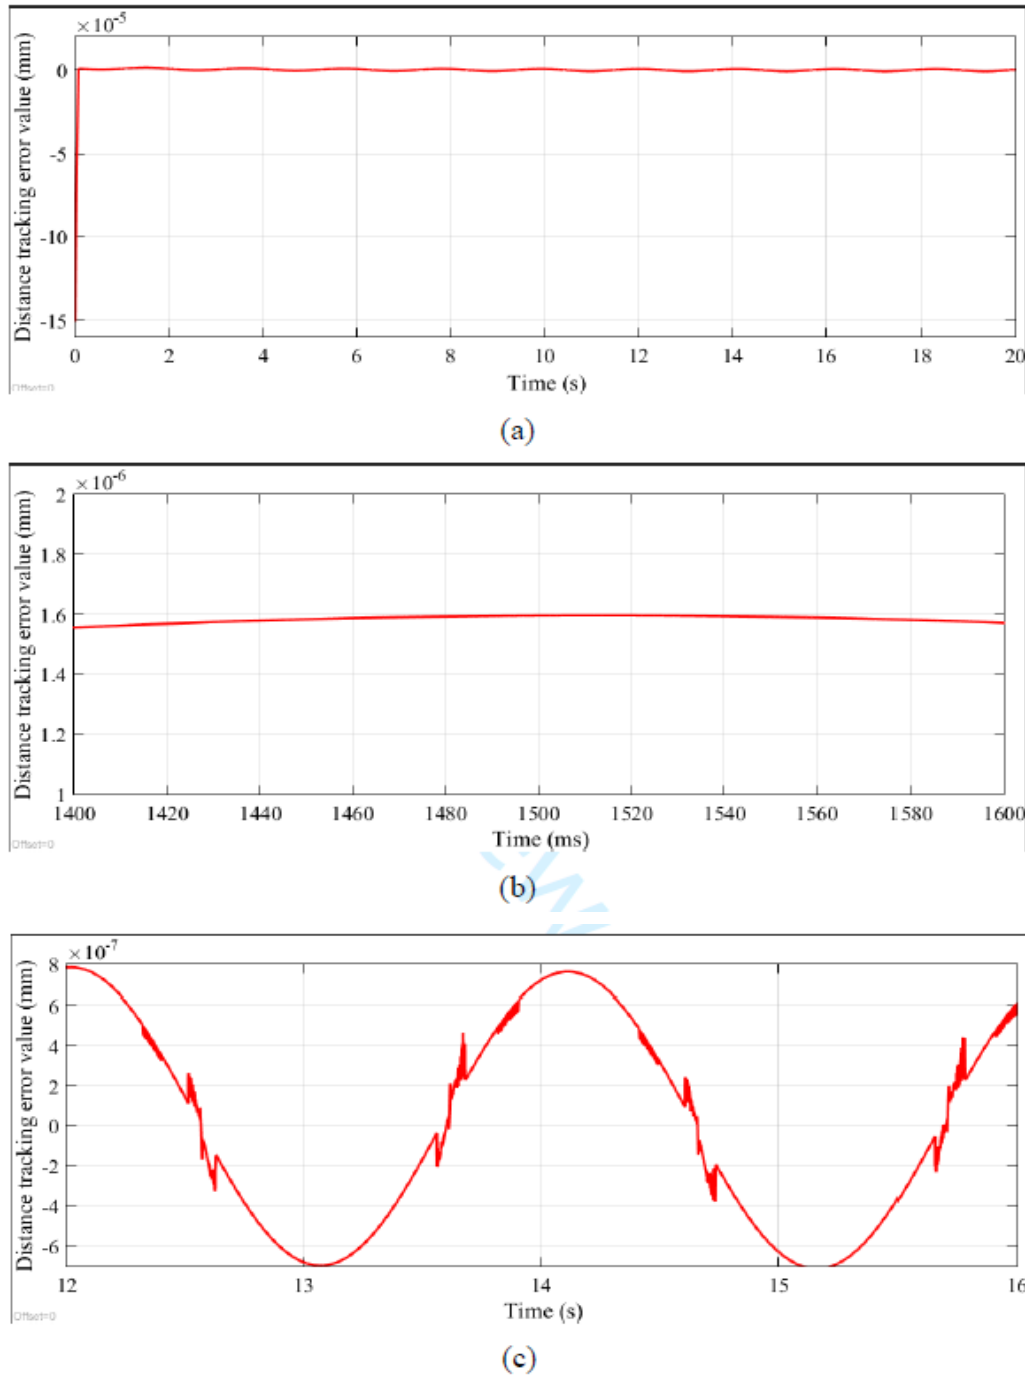 ×10-5
Distance tracking error value (mm)
0
-5
-10
-15
0 2 4 6 8 10 12 14 16 18 20
Time (s)
Offset=0
(a)
×10-6
Distance tracking error value (mm)
2
1.8
1.6
1.4
1.2
1
1400 1420 1440 1460 1480 1500 1520 1540 1560 1580 1600
Time (ms)
Offset=0
(b)
×10-7
Distance tracking error value (mm)
8
6
4
2
0
-2
-4
-6
12 13 14 15 16
Time (s)
Offset=0
(c)